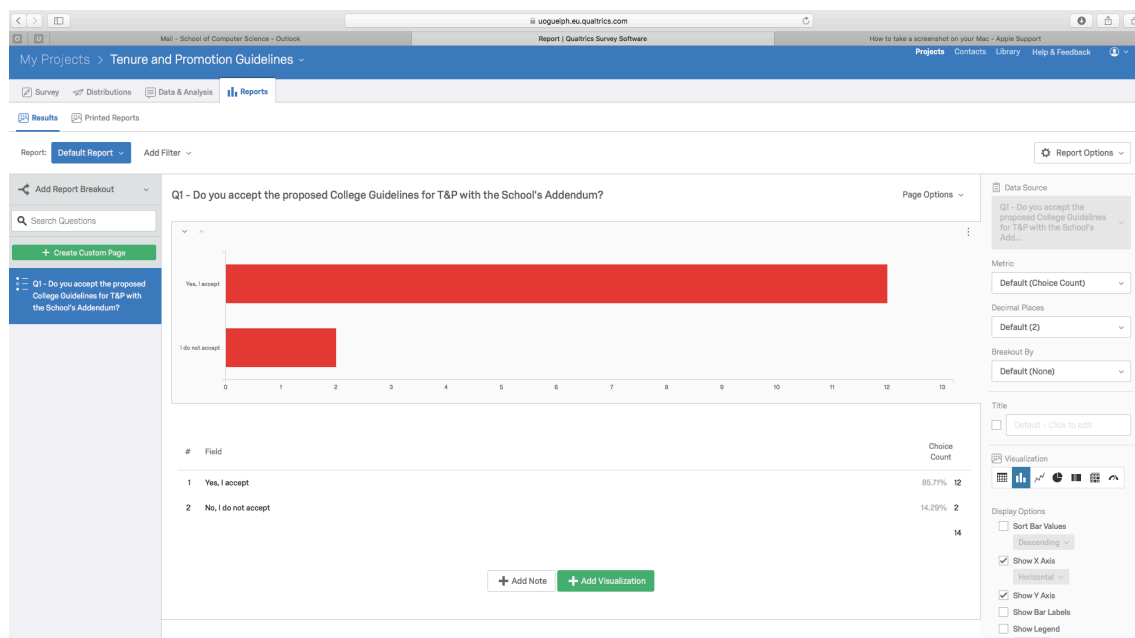 uoguelph.eu.qualtrics.com
G U Mail - School of Computer Science - Outlook Report | Qualtrics Survey Software How to take a screenshot on your Mac - Apple Support
My Projects > Tenure and Promotion Guidelines
Projects Contacts Library Help & Feedback
Survey Distributions Data & Analysis Reports
Results Printed Reports
Report: Default Report Add Filter Report Options
Add Report Breakout
Search Questions
+ Create Custom Page
Q1 - Do you accept the proposed
College Guidelines for T&P with
the School's Addendum?
Q1 - Do you accept the proposed College Guidelines for T&P with the School's Addendum?
Page Options
Yes, I accept
I do not accept
0 1 2 3 4 5 6 7 8 9 10 11 12 13
# Field Choice
Count
1 Yes, I accept 85.71% 12
2 No, I do not accept 14.29% 2
14
+ Add Note + Add Visualization
Data Source
Q1 - Do you accept the
proposed College Guidelines
for T&P with the School's
Add...
Metric
Default (Choice Count)
Decimal Places
Default (2)
Breakout By
Default (None)
Title
Default - Click to edit
Visualization
Display Options
Sort Bar Values
Descending
Show X Axis
Horizontal
Show Y Axis
Show Bar Labels
Show Legend